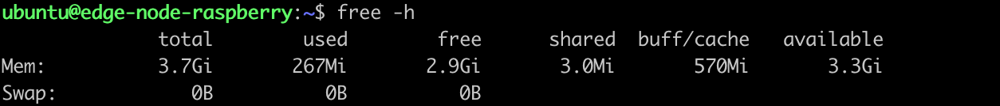 ubuntu@edge-node-raspberry:~$ free -h
              total        used        free      shared  buff/cache   available
Mem:          3.7Gi       267Mi       2.9Gi       3.0Mi       570Mi       3.3Gi
Swap:            0B          0B          0B